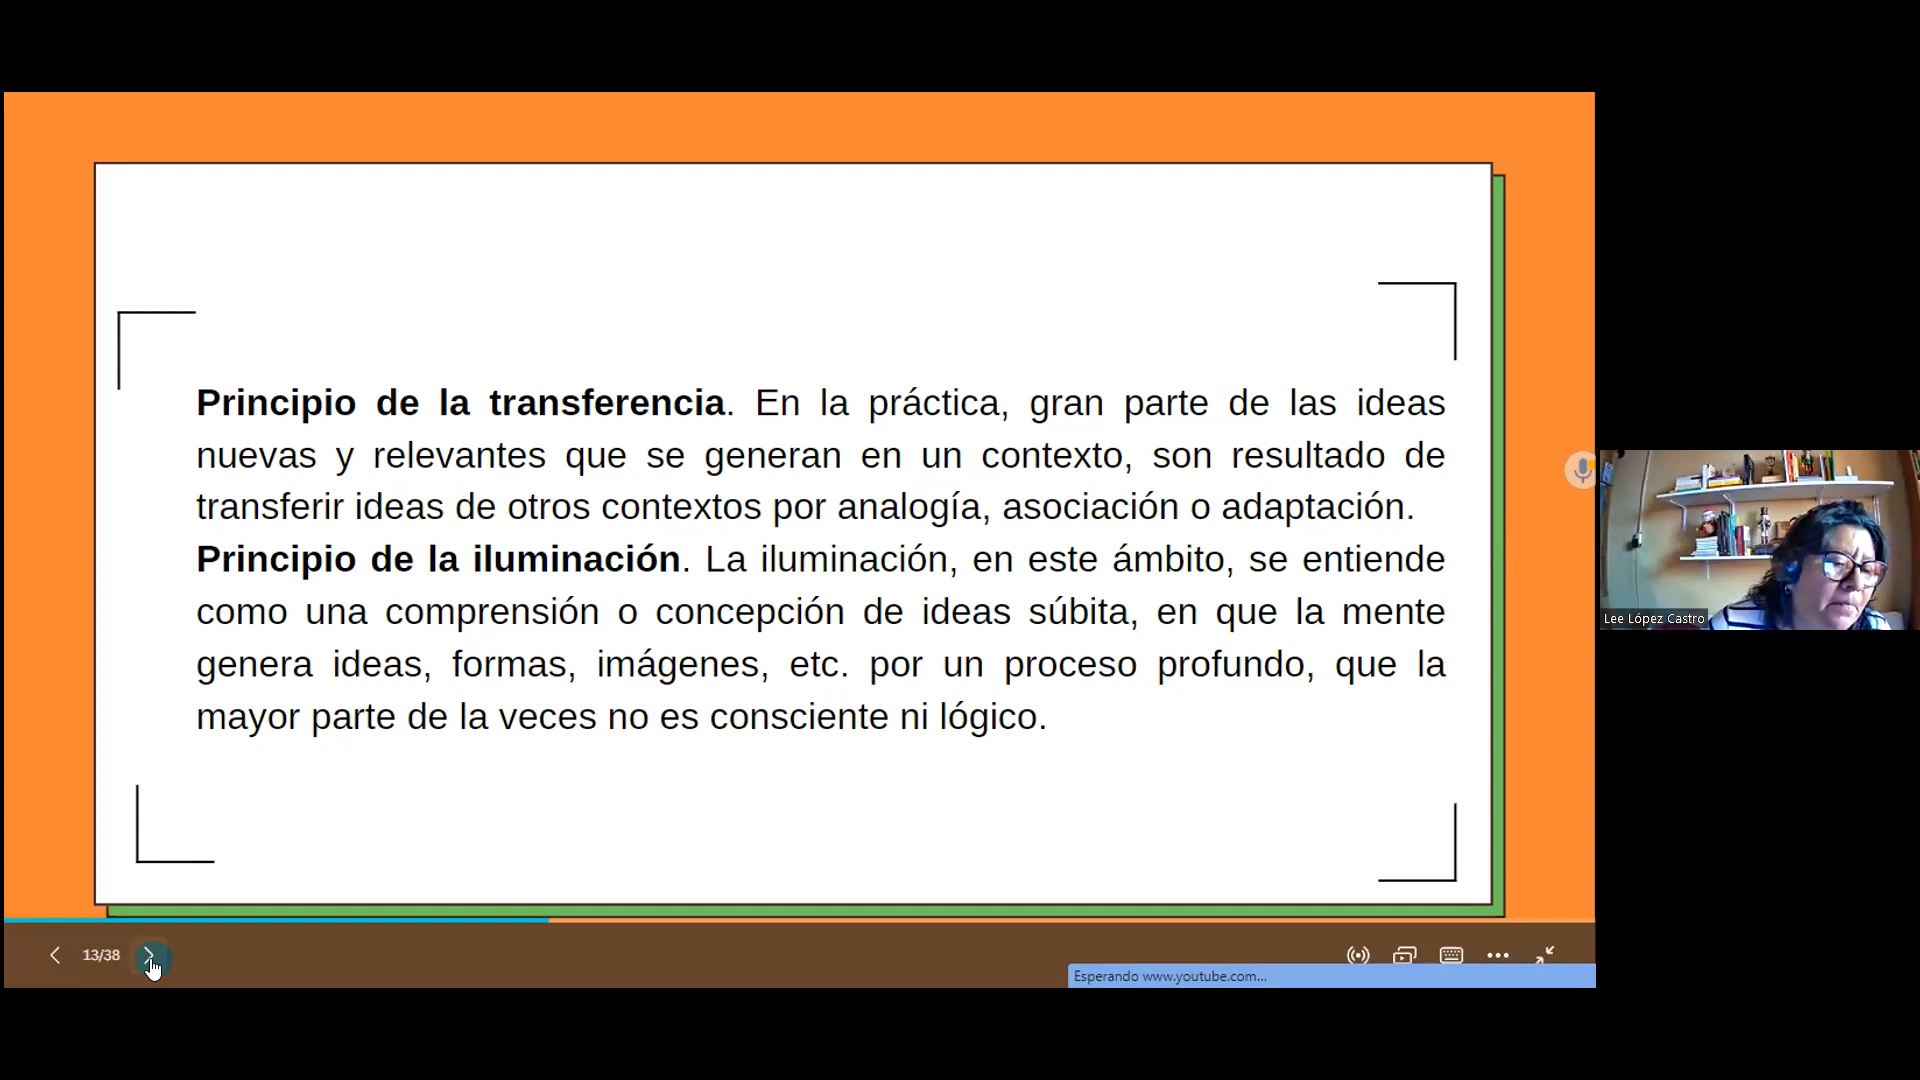 Principio de la transferencia. En la práctica, gran parte de las ideas
nuevas y relevantes que se generan en un contexto, son resultado de
transferir ideas de otros contextos por analogía, asociación o adaptación.
Principio de la iluminación. La iluminación, en este ámbito, se entiende
como una comprensión o concepción de ideas súbita, en que la mente
genera ideas, formas, imágenes, etc. por un proceso profundo, que la
mayor parte de la veces no es consciente ni lógico.
Lee López Castro
13/38
Esperando www.youtube.com...